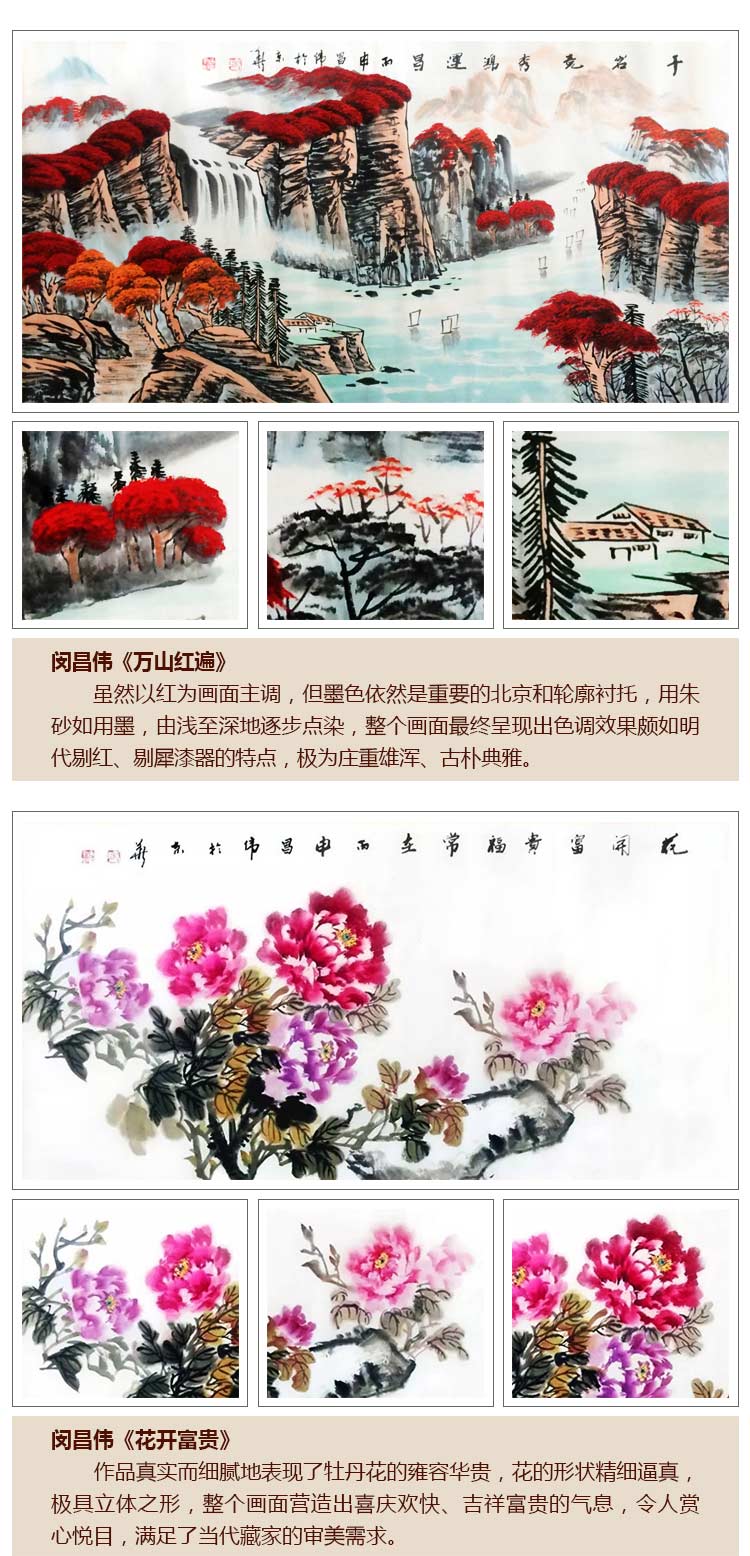 千岩竞秀鸿運昌丙申昌伟於京華
闵昌伟《万山红遍》
虽然以红为画面主调，但墨色依然是重要的北京和轮廓衬托，用朱
砂如用墨，由浅至深地逐步点染，整个画面最终呈现出色调效果颇如明
代剔红、剔犀漆器的特点，极为庄重雄浑、古朴典雅。
花開富貴福常在丙申昌伟於京華
闵昌伟《花开富贵》
作品真实而细腻地表现了牡丹花的雍容华贵，花的形状精细逼真，
极具立体之形，整个画面营造出喜庆欢快、吉祥富贵的气息，令人赏
心悦目，满足了当代藏家的审美需求。